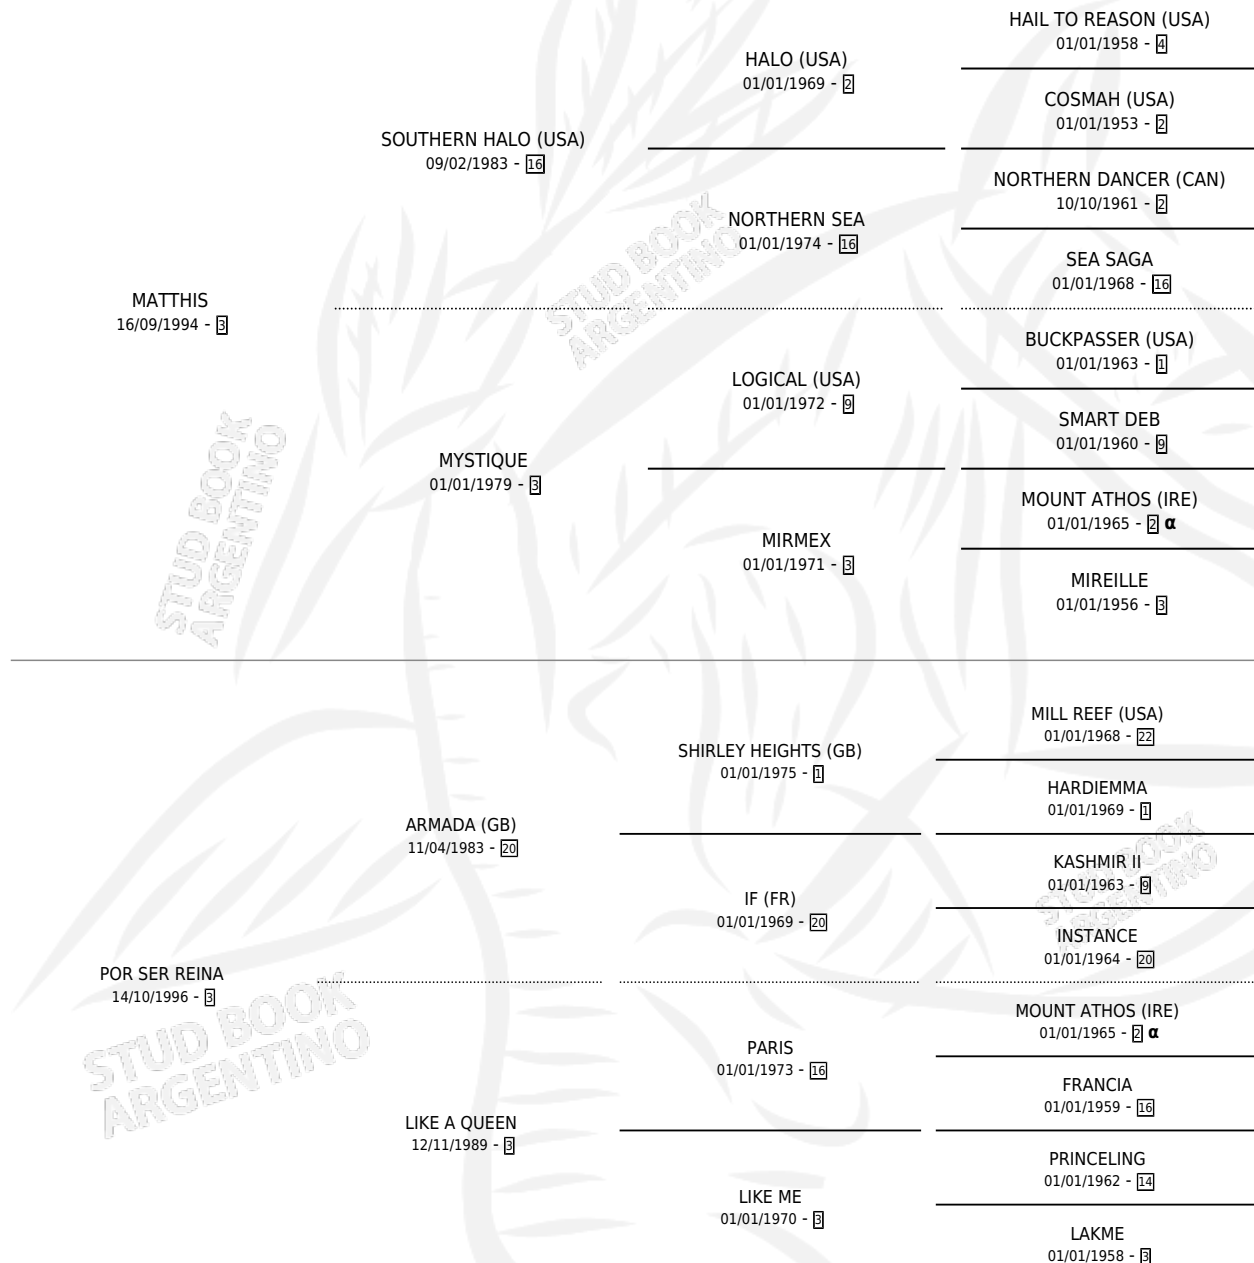 HAIL TO REASON (USA)
01/01/1958 - 4
HALO (USA)
01/01/1969 - 2
COSMAH (USA)
01/01/1953 - 2
SOUTHERN HALO (USA)
09/02/1983 - 16
NORTHERN DANCER (CAN)
10/10/1961 - 2
NORTHERN SEA
01/01/1974 - 16
SEA SAGA
01/01/1968 - 16
STUD BOOK
ARGENTINO
MATTHIS
16/09/1994 - 3
BUCKPASSER (USA)
01/01/1963 - 1
LOGICAL (USA)
01/01/1972 - 9
SMART DEB
01/01/1960 - 9
MYSTIQUE
01/01/1979 - 3
MOUNT ATHOS (IRE)
01/01/1965 - 2 α
MIRMEX
01/01/1971 - 3
MIREILLE
01/01/1956 - 3
STUD BOOK
ARGENTINO
MILL REEF (USA)
01/01/1968 - 22
SHIRLEY HEIGHTS (GB)
01/01/1975 - 1
HARDIEMMA
01/01/1969 - 1
ARMADA (GB)
11/04/1983 - 20
KASHMIR II
01/01/1963 - 9
STUD BOOK
ARGENTINO
IF (FR)
01/01/1969 - 20
INSTANCE
01/01/1964 - 20
POR SER REINA
14/10/1996 - 3
STUD BOOK
ARGENTINO
MOUNT ATHOS (IRE)
01/01/1965 - 2 α
PARIS
01/01/1973 - 16
FRANCIA
01/01/1959 - 16
LIKE A QUEEN
12/11/1989 - 3
PRINCELING
01/01/1962 - 14
LIKE ME
01/01/1970 - 3
LAKME
01/01/1958 - 3